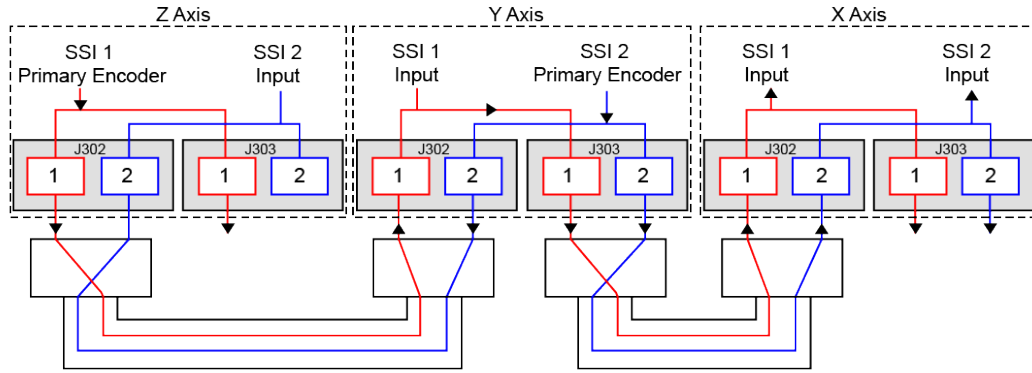 Z Axis
Y Axis
X Axis
SSI 1
Primary Encoder
SSI 2
Input
SSI 1
Input
SSI 2
Primary Encoder
SSI 1
Input
SSI 2
Input
J302
1
2
J303
1
2
J302
1
2
J303
1
2
J302
1
2
J303
1
2